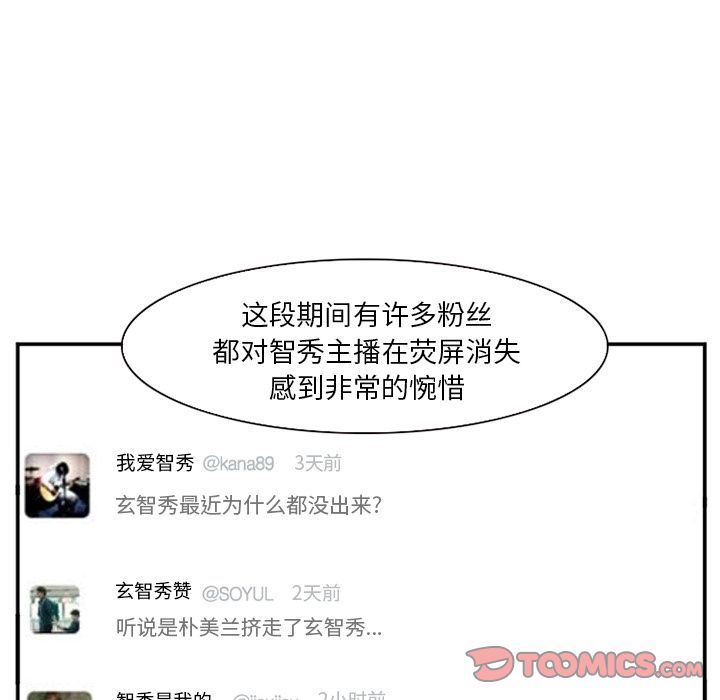 这段期间有许多粉丝
都对智秀主播在荧屏消失
感到非常的惋惜
我爱智秀 @kana89 3天前
玄智秀最近为什么都没出来?
玄智秀赞 @SOYUL 2天前
听说是朴美兰挤走了玄智秀...
TOOMICS.COM
智秀是我的 2小时前